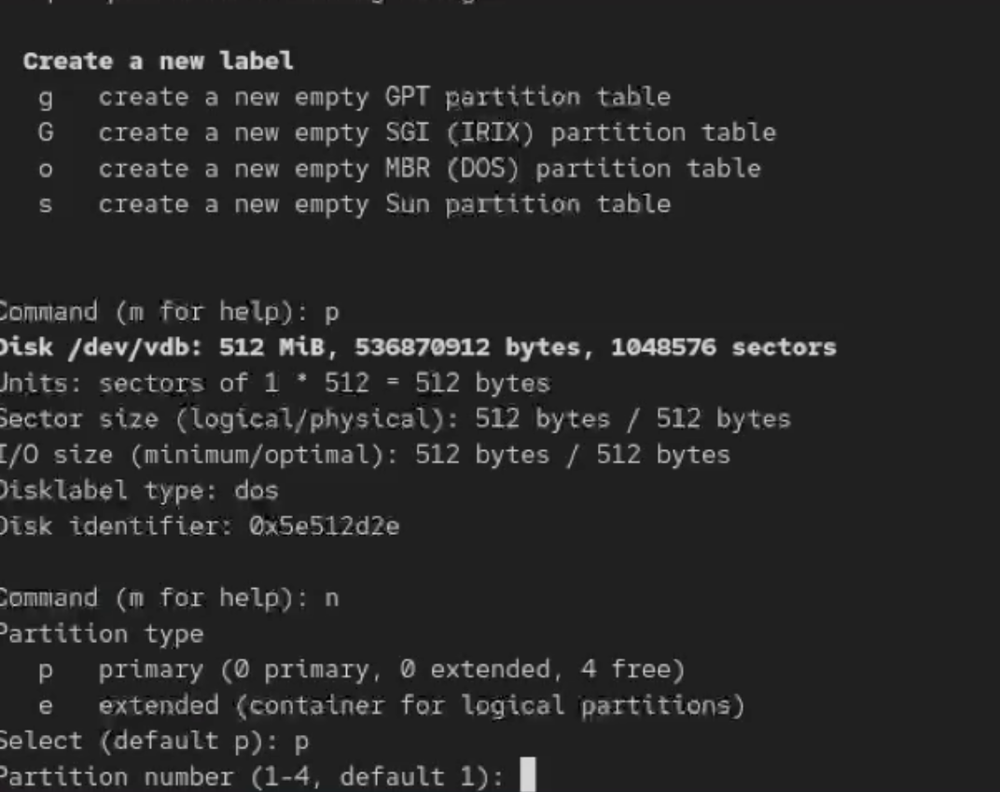 Create a new label
g create a new empty GPT partition table
G create a new empty SGI (IRIX) partition table
o create a new empty MBR (DOS) partition table
s create a new empty Sun partition table
Command (m for help): p
Disk /dev/vdb: 512 MiB, 536870912 bytes, 1048576 sectors
Units: sectors of 1 * 512 = 512 bytes
Sector size (logical/physical): 512 bytes / 512 bytes
I/O size (minimum/optimal): 512 bytes / 512 bytes
Disklabel type: dos
Disk identifier: 0x5e512d2e
Command (m for help): n
Partition type
p primary (0 primary, 0 extended, 4 free)
e extended (container for logical partitions)
Select (default p): p
Partition number (1-4, default 1):